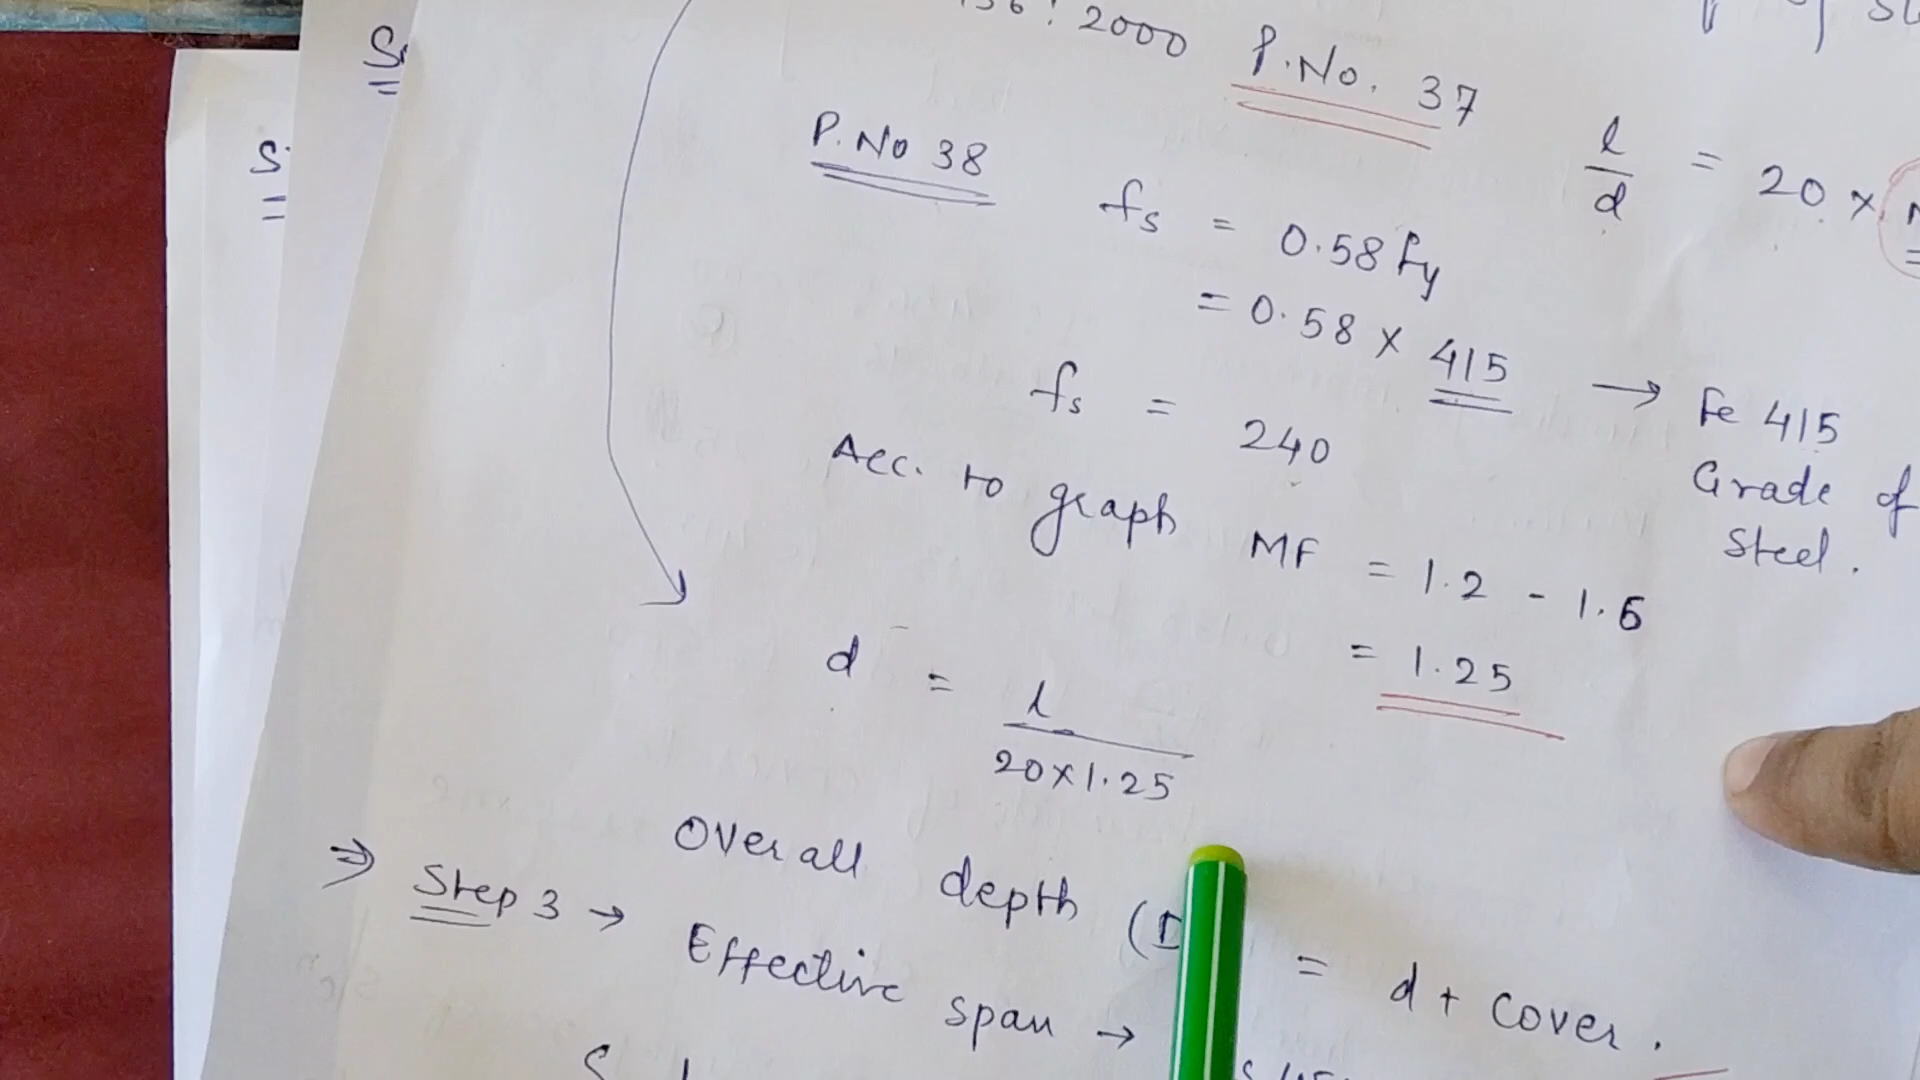 : 2000 P.No. 37
P.No 38
l/d = 20 ×
fs = 0.58 fy
= 0.58 × 415 → Fe 415
Grade of
Steel.
fs = 240
Acc. to graph MF = 1.2 - 1.6
= 1.25
d = l / 20×1.25
Overall depth ( = d + Cover.
⇒ Step 3 → Effective span →